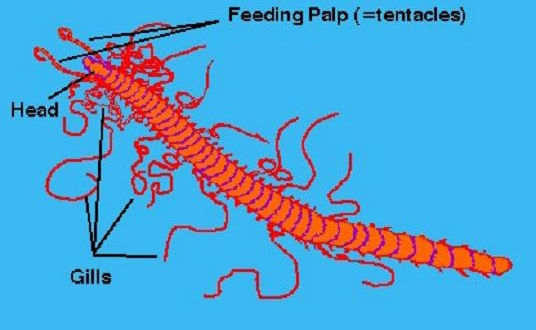 Feeding Palp (=tentacles)
Head
Gills